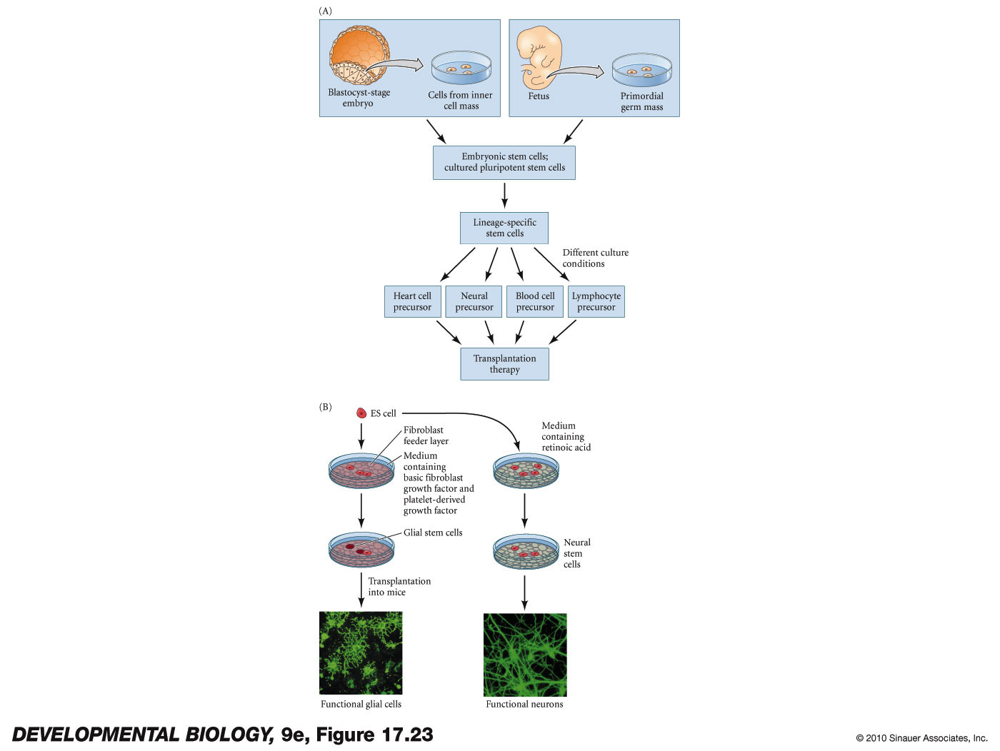 (A)
Blastocyst-stage
embryo
Cells from inner
cell mass
Fetus
Primordial
germ mass
Embryonic stem cells;
cultured pluripotent stem cells
Lineage-specific
stem cells
Different culture
conditions
Heart cell
precursor
Neural
precursor
Blood cell
precursor
Lymphocyte
precursor
Transplantation
therapy
(B)
ES cell
Fibroblast
feeder layer
Medium
containing
basic fibroblast
growth factor and
platelet-derived
growth factor
Medium
containing
retinoic acid
Glial stem cells
Neural
stem
cells
Transplantation
into mice
Functional glial cells
Functional neurons
DEVELOPMENTAL BIOLOGY, 9e, Figure 17.23
© 2010 Sinauer Associates, Inc.